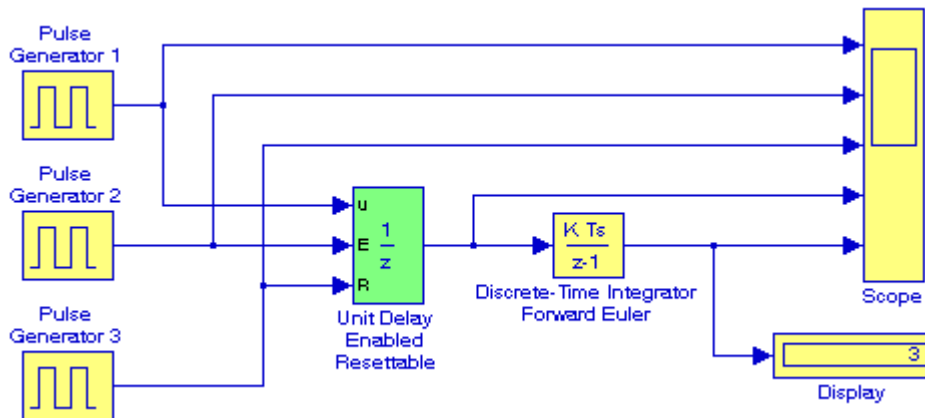 Pulse
Generator 1
Pulse
Generator 2
Pulse
Generator 3
u
E
R
1
z
Unit Delay
Enabled
Resettable
K Ts
z-1
Discrete-Time Integrator
Forward Euler
Scope
3
Display